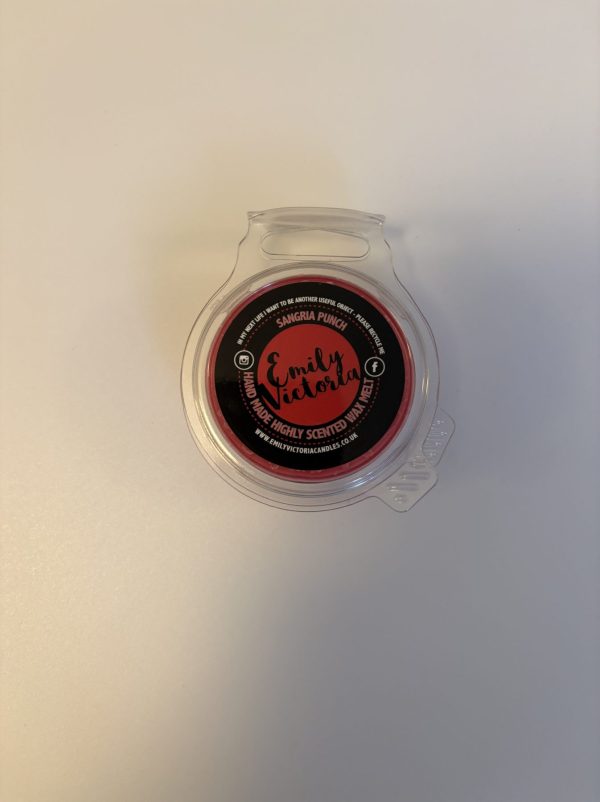 IN MY NEXT LIFE I WANT TO BE ANOTHER USEFUL OBJECT - PLEASE RECYCLE ME
SANGRIA PUNCH
Emily
Victoria
HAND MADE HIGHLY SCENTED WAX MELT
WWW.EMILYVICTORIACANDLES.CO.UK